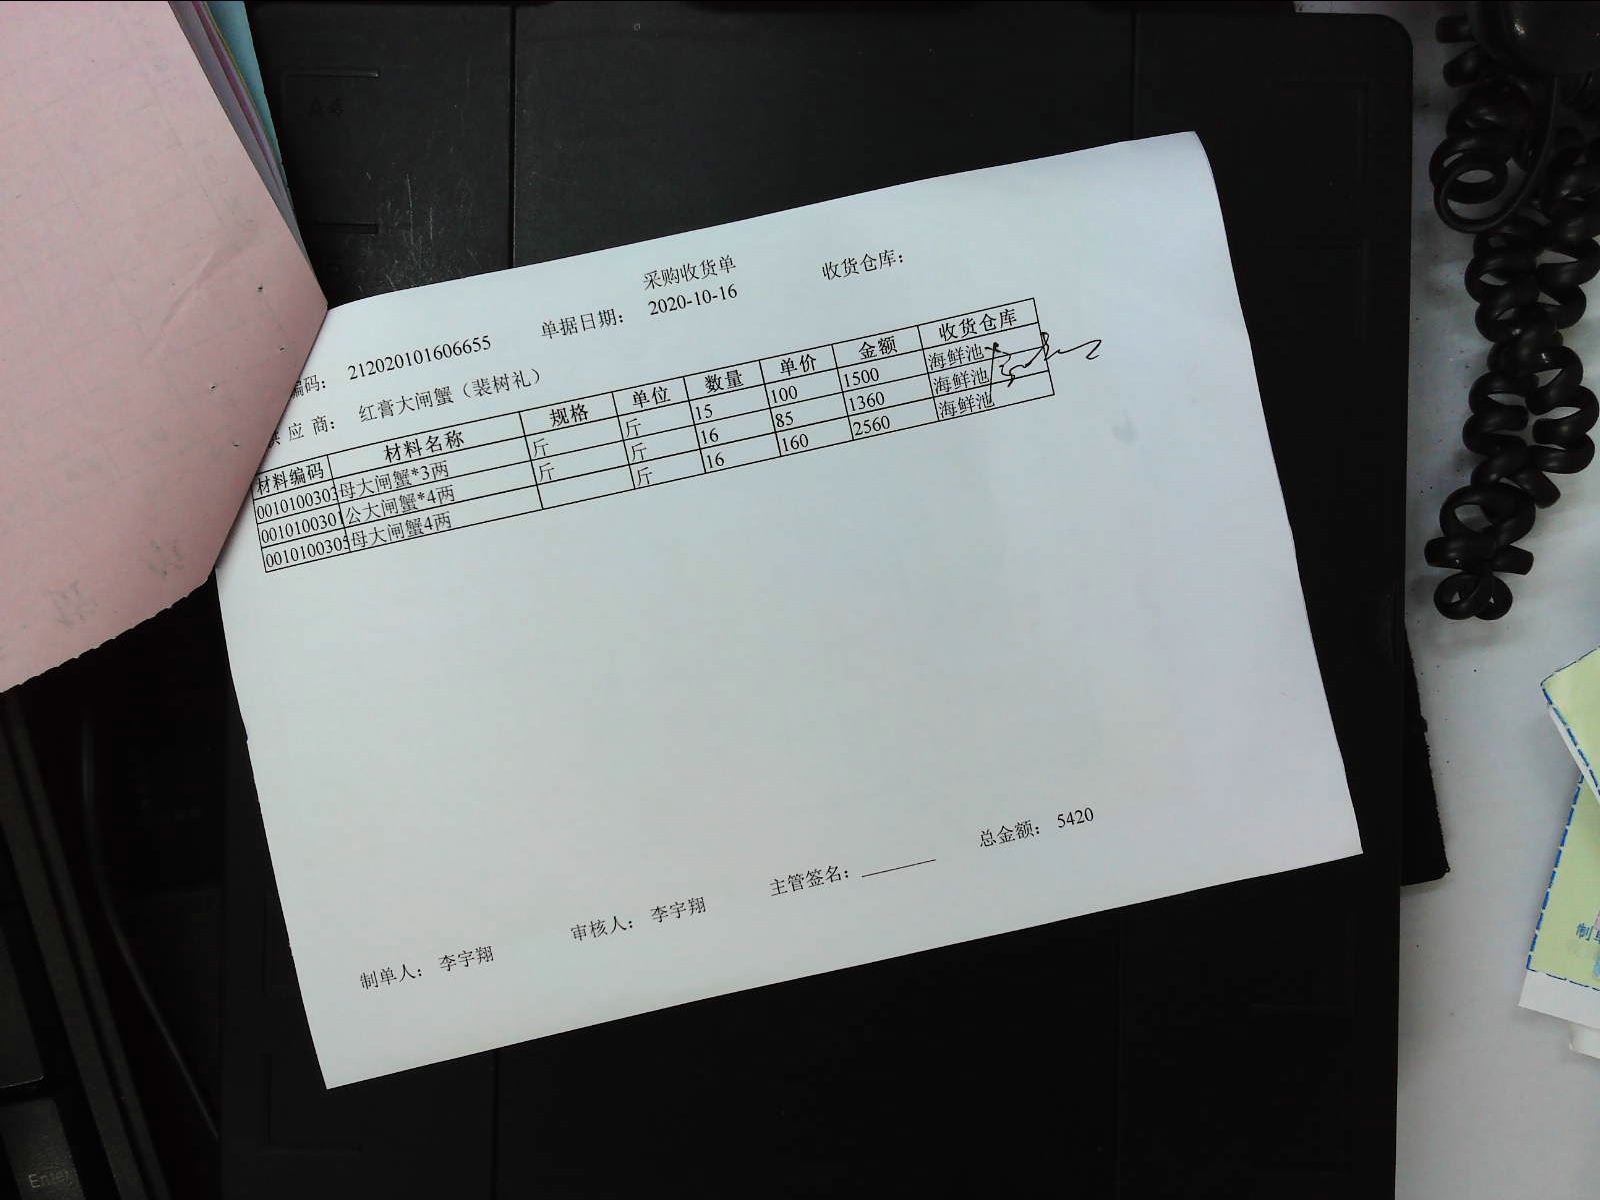 采购收货单
编码： 212020101606655 单据日期： 2020-10-16 收货仓库：
供 应 商： 红膏大闸蟹（裴树礼）
材料编码 材料名称 规格 单位 数量 单价 金额 收货仓库
0010100303 母大闸蟹*3两 斤 斤 15 100 1500 海鲜池
0010100301 公大闸蟹*4两 斤 斤 16 85 1360 海鲜池
0010100305 母大闸蟹4两 斤 16 160 2560 海鲜池
制单人： 李宇翔 审核人： 李宇翔 主管签名： 总金额： 5420
A4
Enter
制单